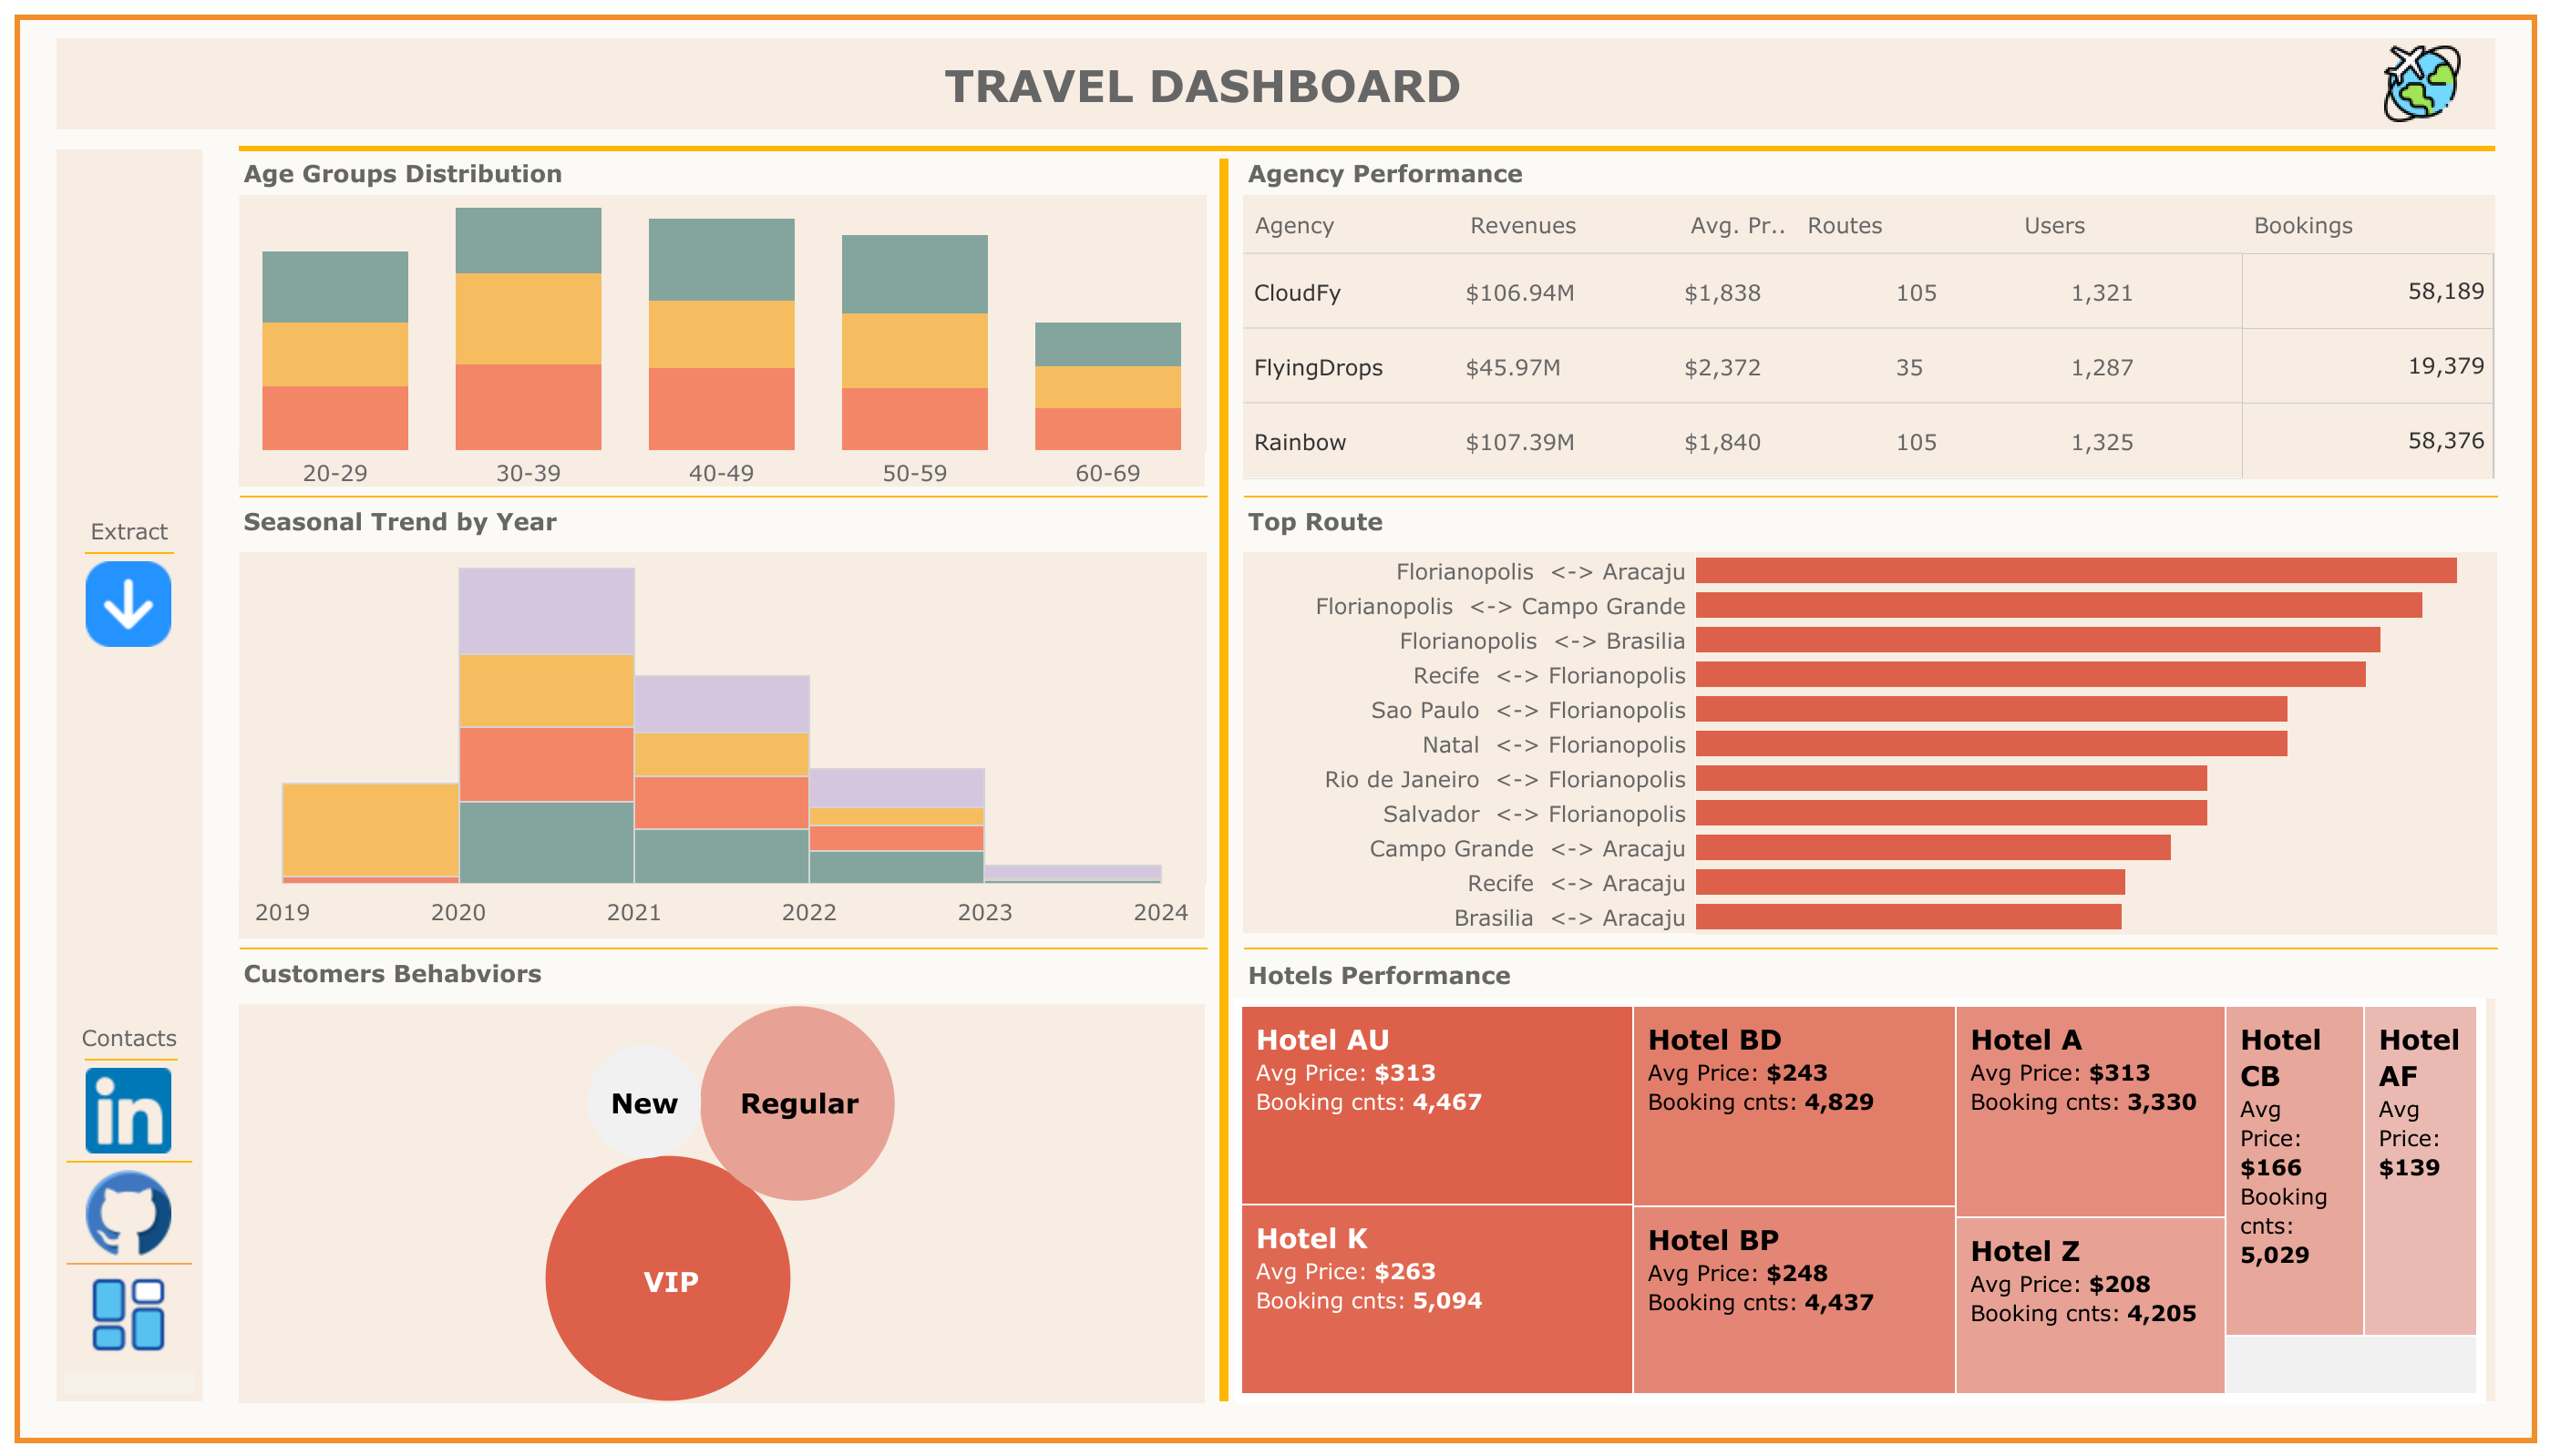 TRAVEL DASHBOARD
Extract
Contacts
in
Age Groups Distribution
20-29 30-39 40-49 50-59 60-69
Seasonal Trend by Year
2019 2020 2021 2022 2023 2024
Customers Behabviors
New
Regular
VIP
Agency Performance
Agency Revenues Avg. Pr.. Routes Users Bookings
CloudFy $106.94M $1,838 105 1,321 58,189
FlyingDrops $45.97M $2,372 35 1,287 19,379
Rainbow $107.39M $1,840 105 1,325 58,376
Top Route
Florianopolis <-> Aracaju
Florianopolis <-> Campo Grande
Florianopolis <-> Brasilia
Recife <-> Florianopolis
Sao Paulo <-> Florianopolis
Natal <-> Florianopolis
Rio de Janeiro <-> Florianopolis
Salvador <-> Florianopolis
Campo Grande <-> Aracaju
Recife <-> Aracaju
Brasilia <-> Aracaju
Hotels Performance
Hotel AU
Avg Price: $313
Booking cnts: 4,467
Hotel K
Avg Price: $263
Booking cnts: 5,094
Hotel BD
Avg Price: $243
Booking cnts: 4,829
Hotel BP
Avg Price: $248
Booking cnts: 4,437
Hotel A
Avg Price: $313
Booking cnts: 3,330
Hotel Z
Avg Price: $208
Booking cnts: 4,205
Hotel
CB
Avg
Price:
$166
Booking
cnts:
5,029
Hotel
AF
Avg
Price:
$139